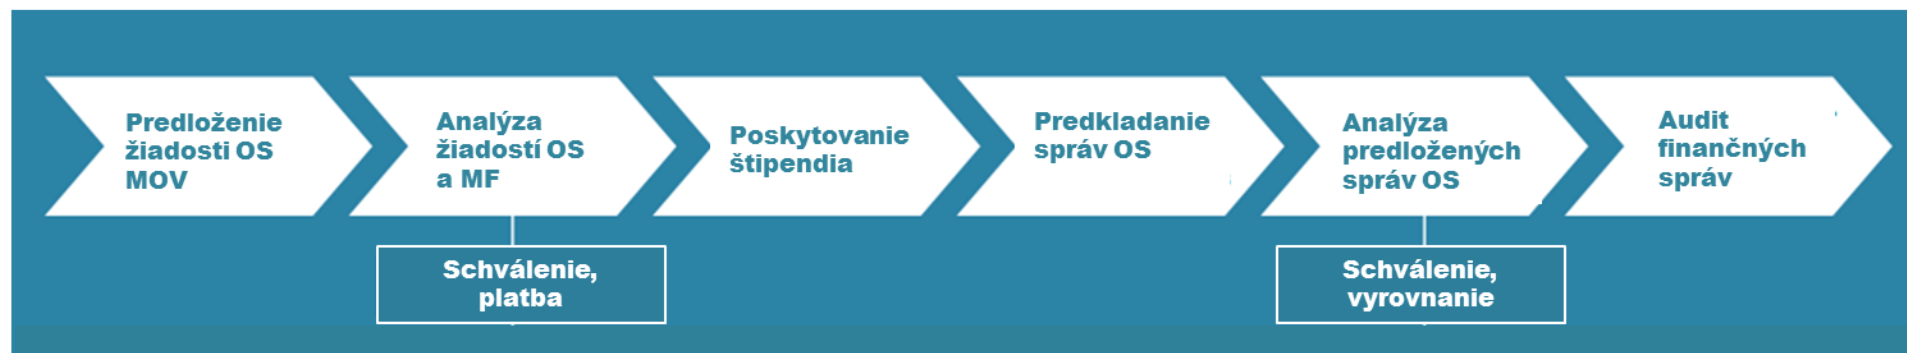 Predloženie
žiadosti OS
MOV
Analýza
žiadostí OS
a MF
Poskytovanie
štipendia
Predkladanie
správ OS
Analýza
predložených
správ OS
Audit
finančných
správ
Schválenie,
platba
Schválenie,
vyrovnanie